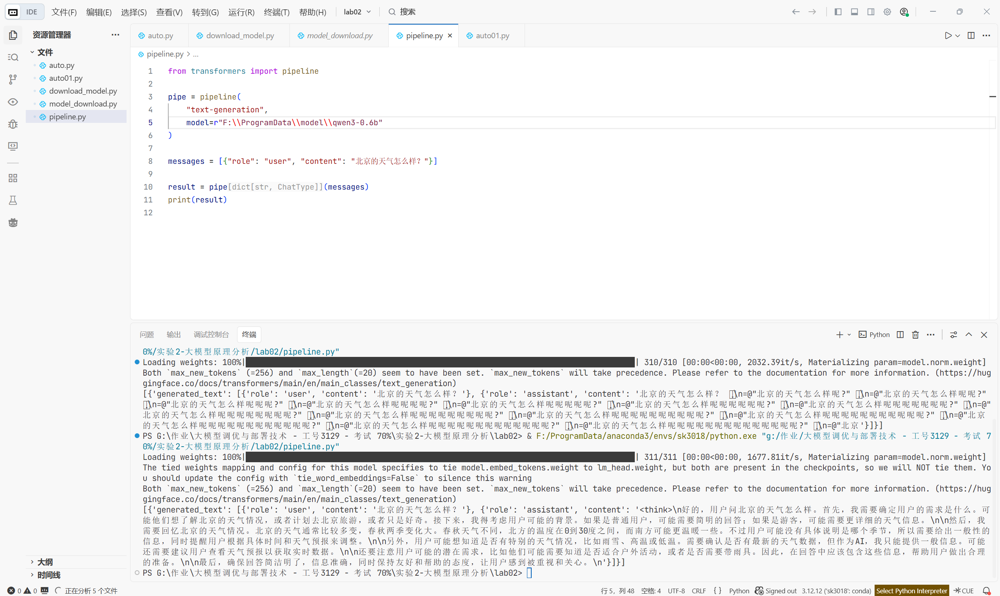 IDE 文件(F) 编辑(E) 选择(S) 查看(V) 转到(G) 运行(R) 终端(T) 帮助(H) lab02 搜索
资源管理器
文件
auto.py
auto01.py
download_model.py
model_download.py
pipeline.py
大纲
时间线
auto.py download_model.py model_download.py pipeline.py auto01.py
pipeline.py > ...
1 from transformers import pipeline
2
3 pipe = pipeline(
4 "text-generation",
5 model=r"F:\\ProgramData\\model\\qwen3-0.6b"
6 )
7
8 messages = [{"role": "user", "content": "北京的天气怎么样？"}]
9
10 result = pipe[dict[str, ChatType]](messages)
11 print(result)
12
问题 输出 调试控制台 终端 Python
0%/实验2-大模型原理分析/lab02/pipeline.py"
Loading weights: 100%| | 310/310 [00:00<00:00, 2032.39it/s, Materializing param=model.norm.weight]
Both `max_new_tokens` (=256) and `max_length`(=20) seem to have been set. `max_new_tokens` will take precedence. Please refer to the documentation for more information. (https://hug
gingface.co/docs/transformers/main/en/main_classes/text_generation)
[{'generated_text': [{'role': 'user', 'content': '北京的天气怎么样？'}, {'role': 'assistant', 'content': '北京的天气怎么样？ \n=@"北京的天气怎么样呢?" \n=@"北京的天气怎么样呢呢?"
\n=@"北京的天气怎么样呢呢呢?" \n=@"北京的天气怎么样呢呢呢呢?" \n=@"北京的天气怎么样呢呢呢呢呢?" \n=@"北京的天气怎么样呢呢呢呢呢呢?" \n=@"北京的天气怎么样呢呢呢呢呢呢呢?" \n=@"
北京的天气怎么样呢呢呢呢呢呢呢呢?" \n=@"北京的天气怎么样呢呢呢呢呢呢呢呢呢?" \n=@"北京的天气怎么样呢呢呢呢呢呢呢呢呢呢?" \n=@"北京的天气怎么样呢呢呢呢呢呢呢呢呢呢呢?" \n=@"北京
的天气怎么样呢呢呢呢呢呢呢呢呢呢呢呢?" \n=@"北京的天气怎么样呢呢呢呢呢呢呢呢呢呢呢呢呢?" \n=@"北京的天气怎么样呢呢呢呢呢呢呢呢呢呢呢呢呢呢?" \n=@"北京'}]}]
PS G:\作业\大模型调优与部署技术 - 工号3129 - 考试 70%\实验2-大模型原理分析\lab02> & F:/ProgramData/anaconda3/envs/sk3018/python.exe "g:/作业/大模型调优与部署技术 - 工号3129 - 考试 7
0%/实验2-大模型原理分析/lab02/pipeline.py"
Loading weights: 100%| | 311/311 [00:00<00:00, 1677.81it/s, Materializing param=model.norm.weight]
The tied weights mapping and config for this model specifies to tie model.embed_tokens.weight to lm_head.weight, but both are present in the checkpoints, so we will NOT tie them. Yo
u should update the config with `tie_word_embeddings=False` to silence this warning
Both `max_new_tokens` (=256) and `max_length`(=20) seem to have been set. `max_new_tokens` will take precedence. Please refer to the documentation for more information. (https://hug
gingface.co/docs/transformers/main/en/main_classes/text_generation)
[{'generated_text': [{'role': 'user', 'content': '北京的天气怎么样？'}, {'role': 'assistant', 'content': '<think>\n好的，用户问北京的天气怎么样。首先，我需要确定用户的需求是什么。可
能他们想了解北京的天气情况，或者计划去北京旅游，或者只是好奇。接下来，我得考虑用户可能的背景。如果是普通用户，可能需要简明的回答；如果是游客，可能需要更详细的天气信息。\n\n然后，我
需要回忆北京的天气情况。北京的天气通常比较多变，春秋两季变化大。春秋天气不同，北方的温度在0到30度之间，而南方可能更温暖一些。不过用户可能没有具体说明是哪个季节，所以需要给出一般性的
信息，同时提醒用户根据具体时间和天气预报来调整。\n\n另外，用户可能想知道是否有特别的天气情况，比如雨雪、高温或低温。需要确认是否有最新的天气数据，但作为AI，我只能提供一般信息。可能
还需要建议用户查看天气预报以获取实时数据。\n\n还要注意用户可能的潜在需求，比如他们可能需要知道是否适合户外活动，或者是否需要带雨具。因此，在回答中应该包含这些信息，帮助用户做出合理
的准备。\n\n最后，确保回答简洁明了，信息准确，同时保持友好和帮助的态度，让用户感到被重视和关心。\n'}]}]
PS G:\作业\大模型调优与部署技术 - 工号3129 - 考试 70%\实验2-大模型原理分析\lab02>
0 0 正在分析 5 个文件 行 5，列 48 空格: 4 UTF-8 CRLF { } Python Signed out 3.12.12 ('sk3018': conda) Select Python Interpreter CUE